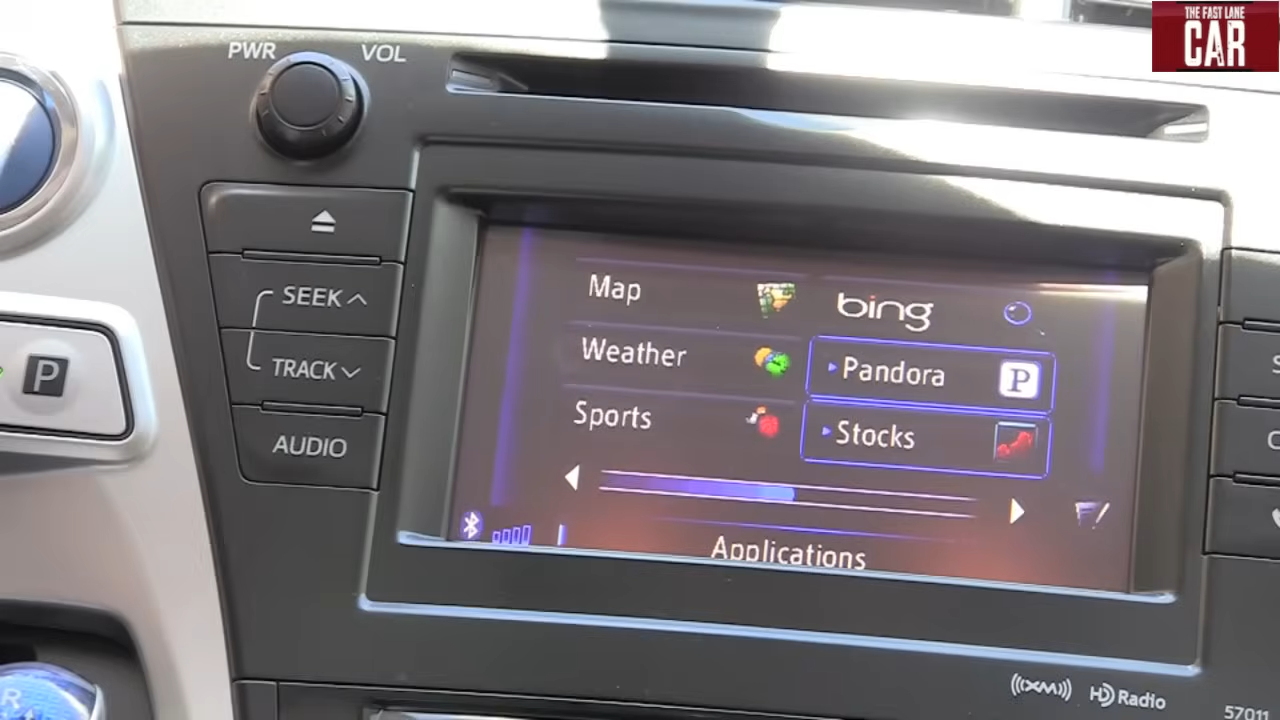 THE FAST LANE
CAR
PWR
VOL
SEEK
TRACK
AUDIO
P
R
Map
bing
Weather
Pandora
P
Sports
Stocks
Applications
XM
HD Radio
57011